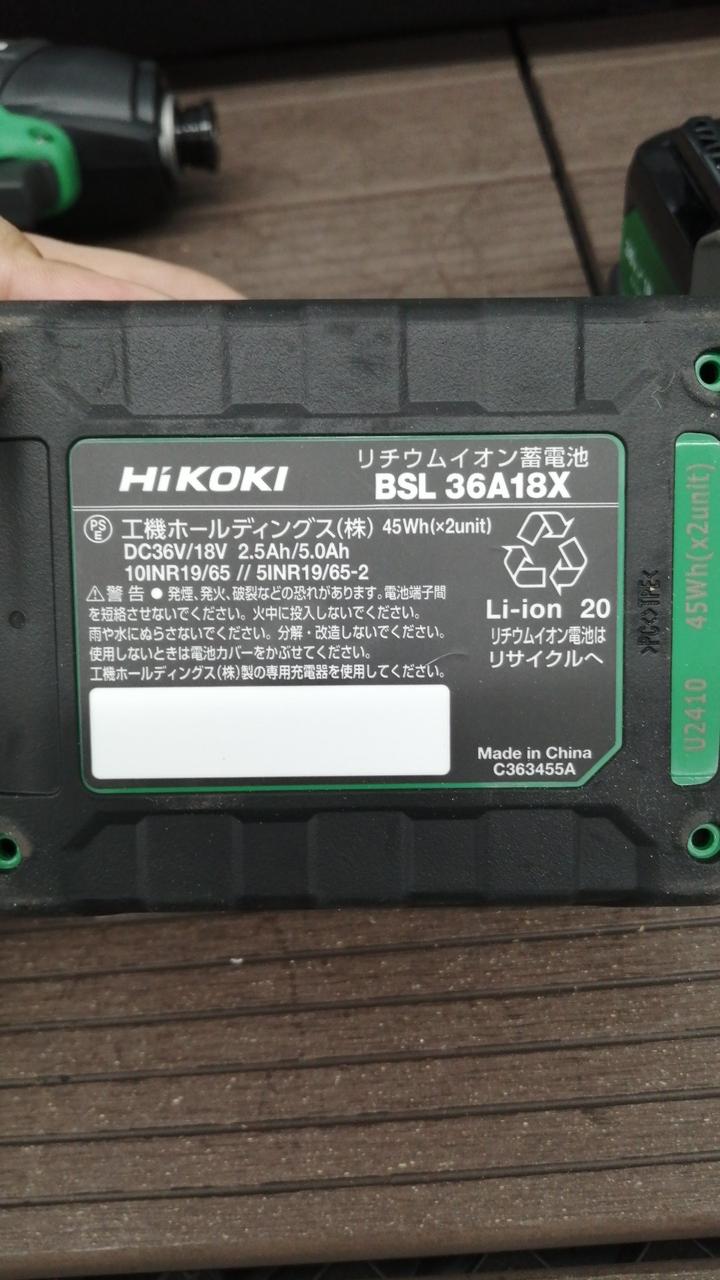 HiKOKI
リチウムイオン蓄電池
BSL 36A18X
PS
E
工機ホールディングス(株) 45Wh(×2unit)
DC36V/18V 2.5Ah/5.0Ah
10INR19/65 // 5INR19/65-2
⚠警告 ● 発煙、発火、破裂などの恐れがあります。電池端子間
を短絡させないでください。火中に投入しないでください。
雨や水にぬらさないでください。分解・改造しないでください。
使用しないときは電池カバーをかぶせてください。
工機ホールディングス(株)製の専用充電器を使用してください。
Li-ion 20
リチウムイオン電池は
リサイクルへ
Made in China
C363455A
>PC◇TPE<
U2410 45Wh(×2unit)